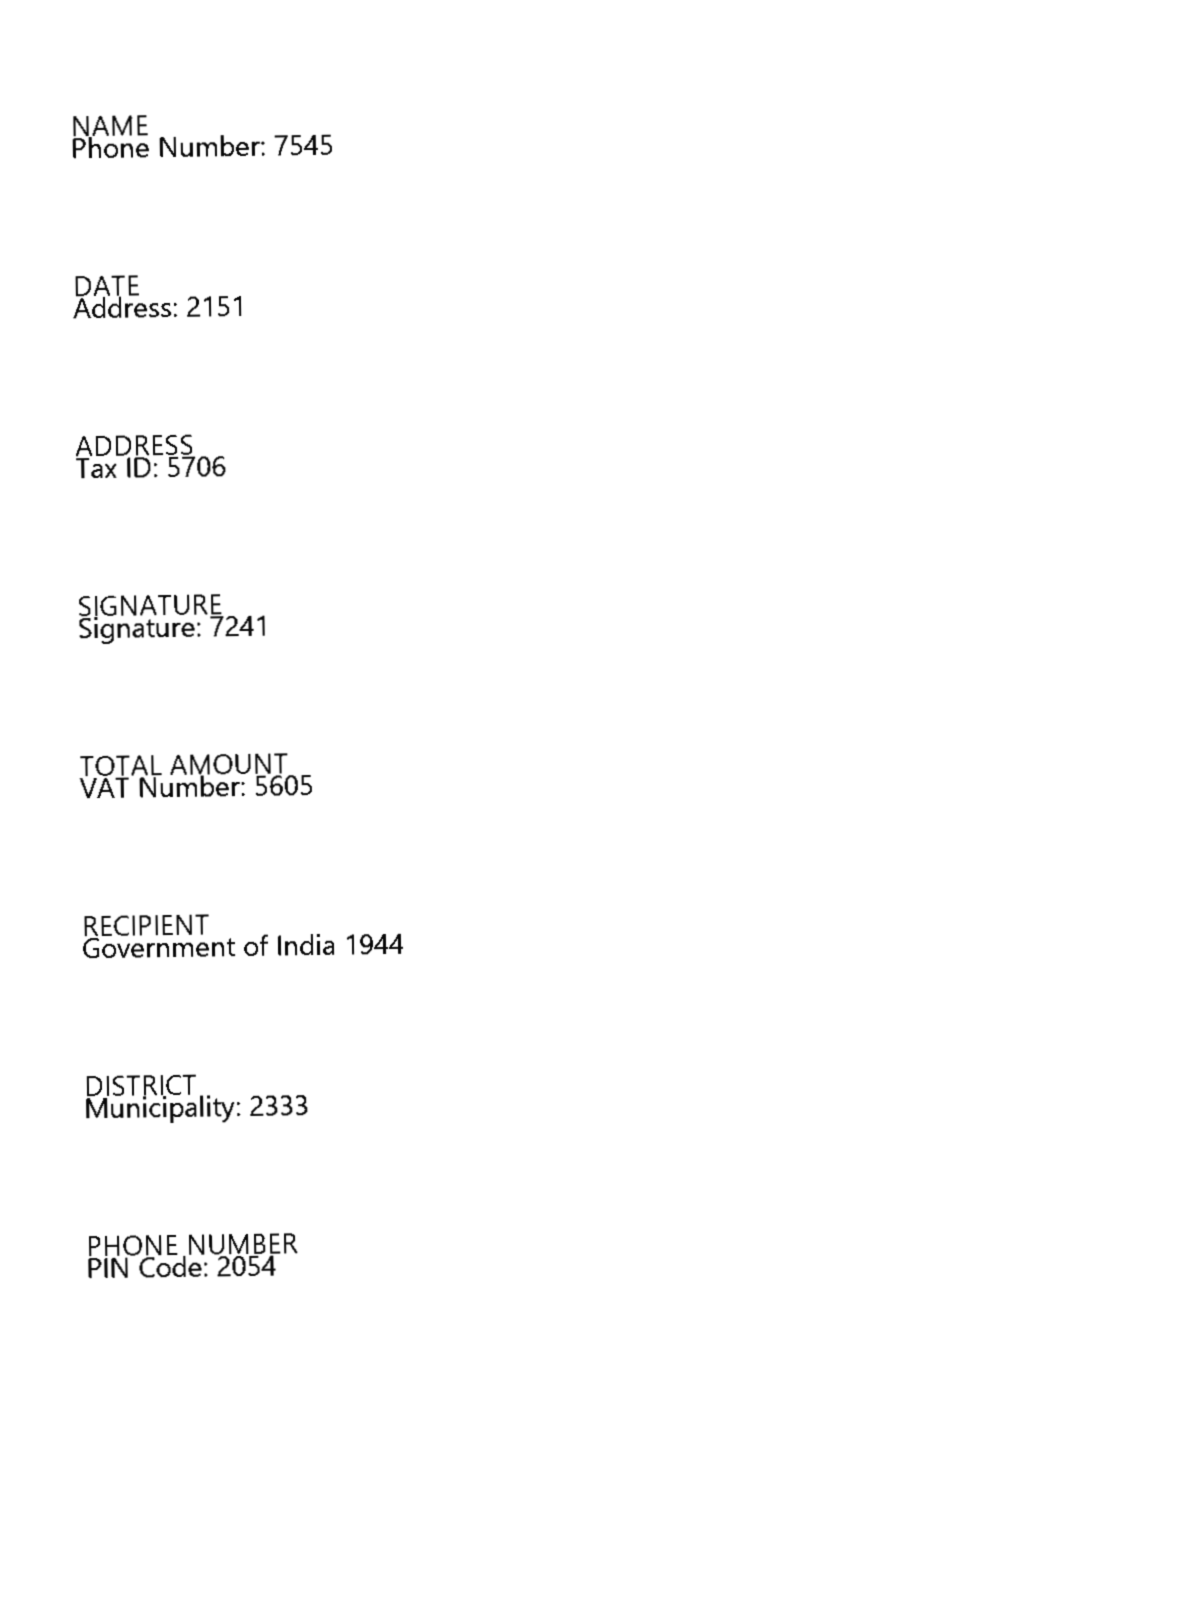 NAME
Phone Number: 7545
DATE
Address: 2151
ADDRESS
Tax ID: 5706
SIGNATURE
Signature: 7241
TOTAL AMOUNT
VAT Number: 5605
RECIPIENT
Government of India 1944
DISTRICT
Municipality: 2333
PHONE NUMBER
PIN Code: 2054